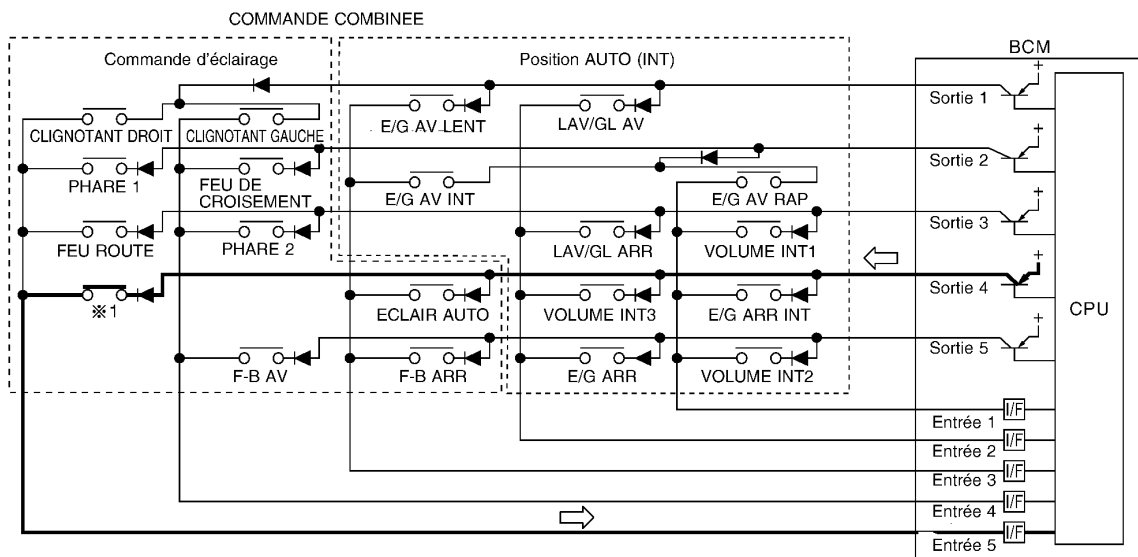 COMMANDE COMBINEE
BCM
Commande d'éclairage
Position AUTO (INT)
Sortie 1
CLIGNOTANT DROIT
CLIGNOTANT GAUCHE
E/G AV LENT
LAV/GL AV
Sortie 2
PHARE 1
FEU DE
CROISEMENT
E/G AV INT
E/G AV RAP
Sortie 3
FEU ROUTE
PHARE 2
LAV/GL ARR
VOLUME INT1
Sortie 4
CPU
※1
ECLAIR AUTO
VOLUME INT3
E/G ARR INT
Sortie 5
F-B AV
F-B ARR
E/G ARR
VOLUME INT2
Entrée 1
I/F
Entrée 2
I/F
Entrée 3
I/F
Entrée 4
I/F
Entrée 5
I/F